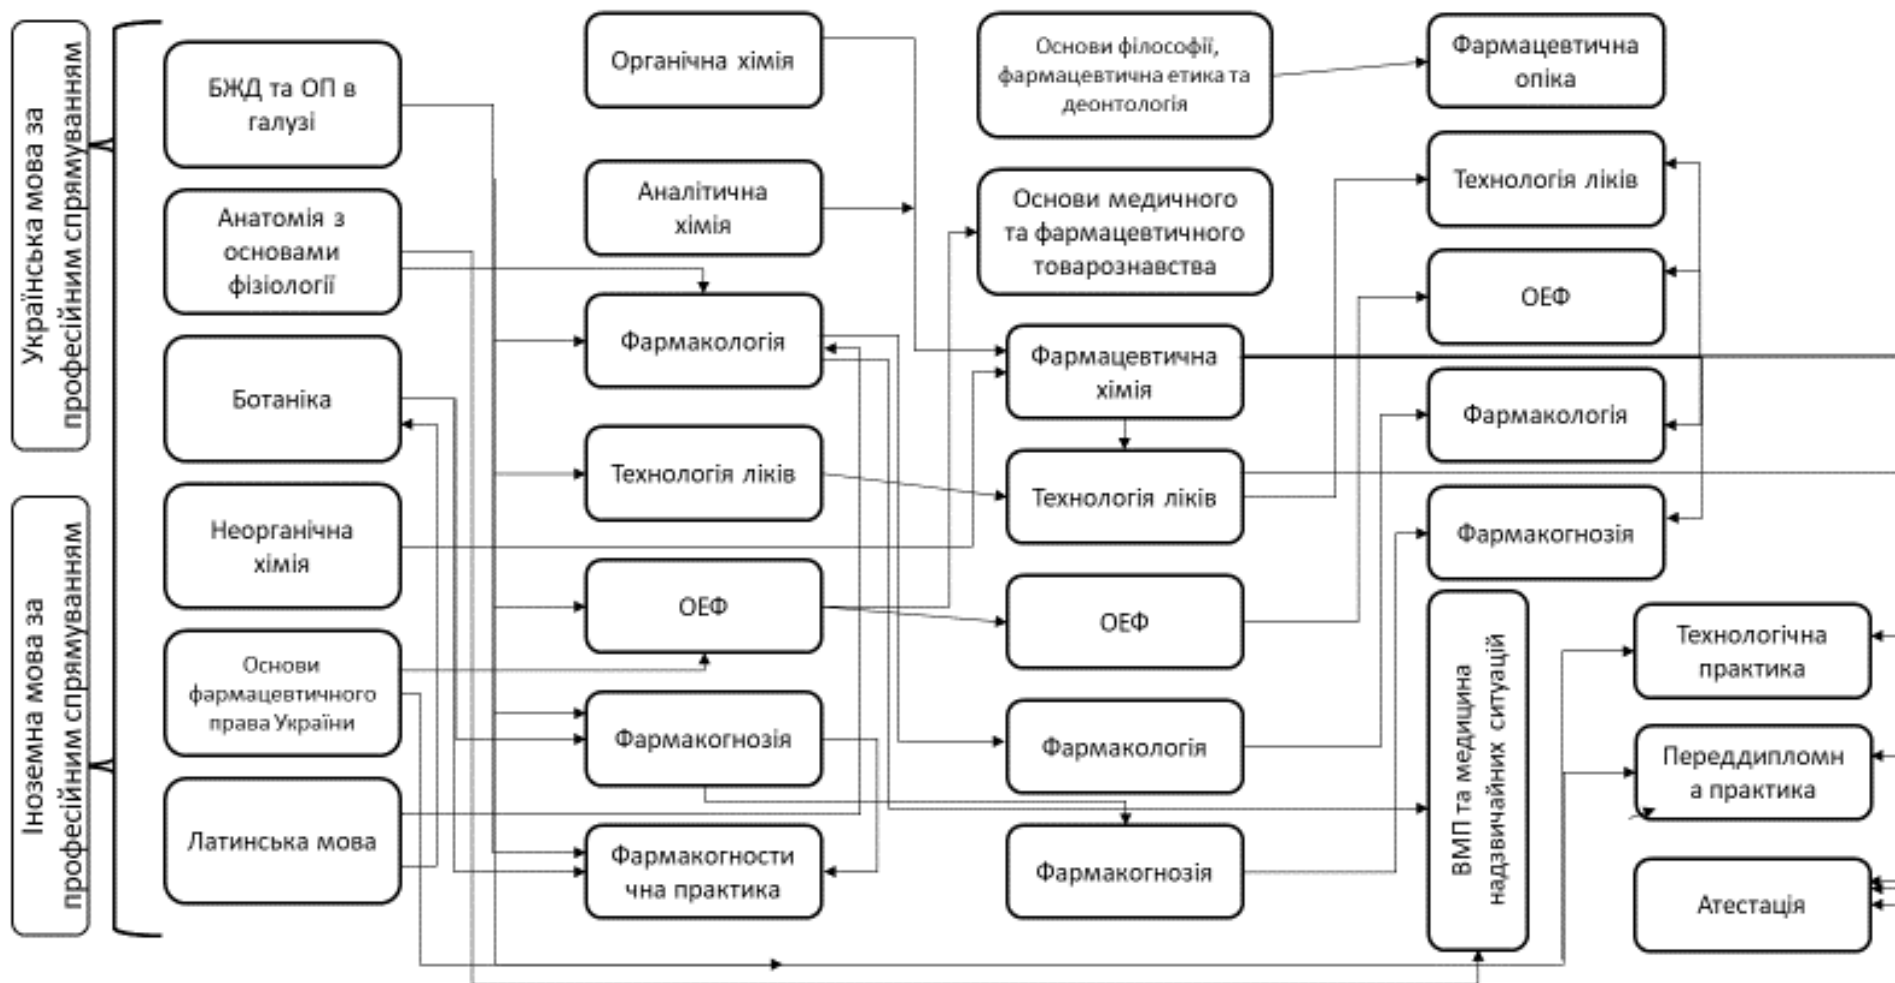 Українська мова за
професійним спрямуванням
Іноземна мова за
професійним спрямуванням
БЖД та ОП в
галузі
Анатомія з
основами
фізіології
Ботаніка
Неорганічна
хімія
Основи
фармацевтичного
права України
Латинська мова
Органічна хімія
Аналітична
хімія
Фармакологія
Технологія ліків
ОЕФ
Фармакогнозія
Фармакогности
чна практика
Основи філософії,
фармацевтична етика та
деонтологія
Основи медичного
та фармацевтичного
товарознавства
Фармацевтична
хімія
Технологія ліків
ОЕФ
Фармакологія
Фармакогнозія
Фармацевтична
опіка
Технологія ліків
ОЕФ
Фармакологія
Фармакогнозія
ВМП та медицина
надзвичайних ситуацій
Технологічна
практика
Переддипломн
а практика
Атестація